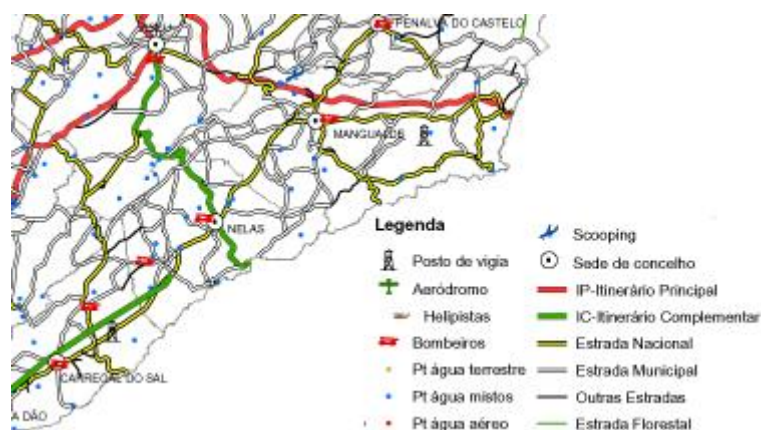 PENALVA DO CASTELO
MANGUALDE
NELAS
CARREGAL DO SAL
A DÃO
Legenda
Posto de vigia
Aeródromo
Helipistas
Bombeiros
Pt água terrestre
Pt água mistos
Pt água aéreo
Scooping
Sede de concelho
IP-Itinerário Principal
IC-Itinerário Complementar
Estrada Nacional
Estrada Municipal
Outras Estradas
Estrada Florestal